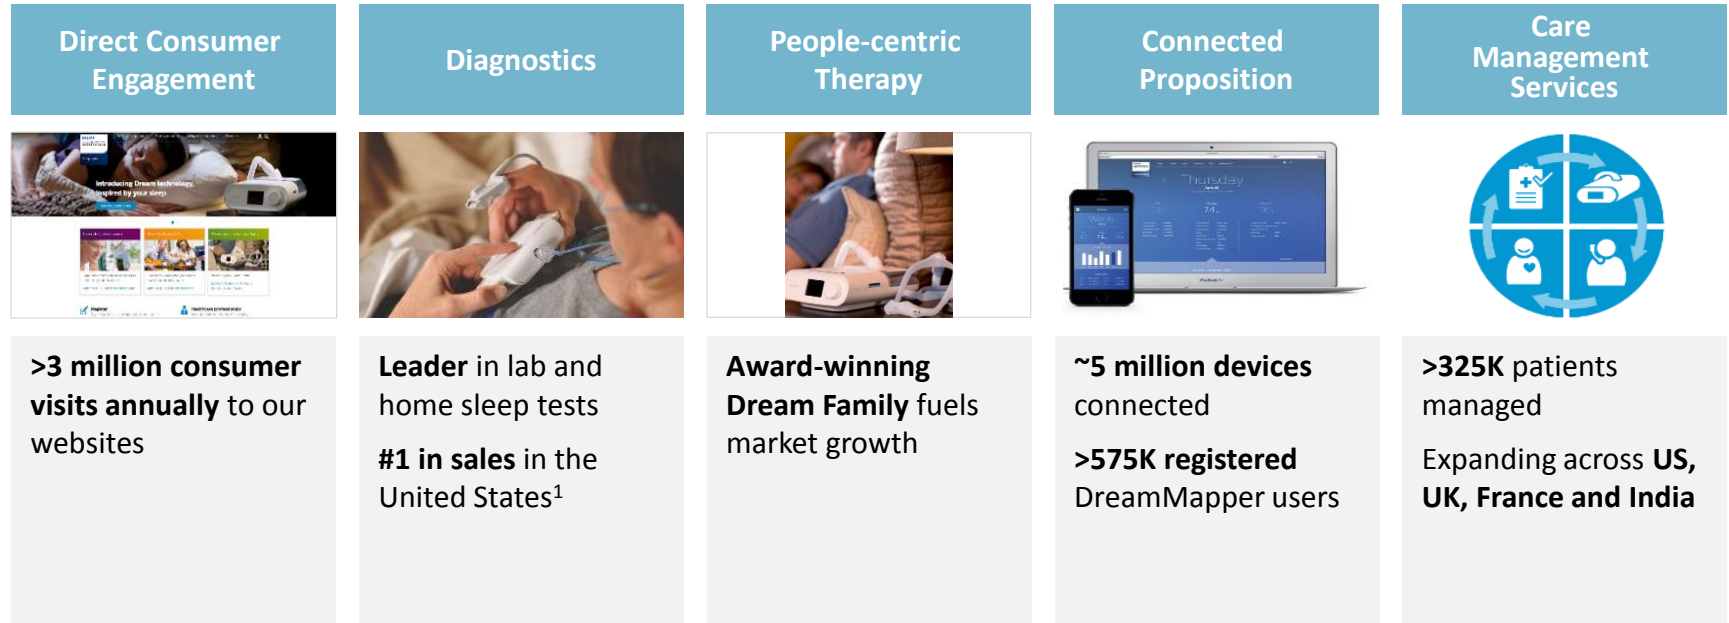 Direct Consumer
Engagement
Diagnostics
People-centric
Therapy
Connected
Proposition
Care
Management
Services
Introducing Dream technology,
inspired by your sleep
Register
Healthcare professionals
Thursday
>3 million consumer
visits annually to our
websites
Leader in lab and
home sleep tests
#1 in sales in the
United States¹
Award-winning
Dream Family fuels
market growth
~5 million devices
connected
>575K registered
DreamMapper users
>325K patients
managed
Expanding across US,
UK, France and India